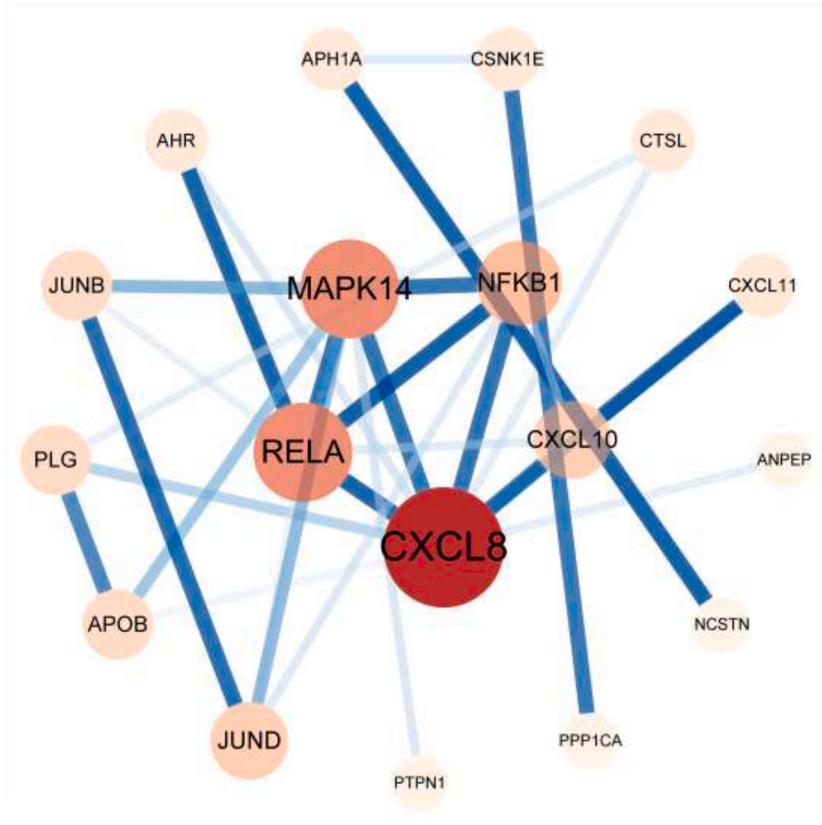 APH1A
CSNK1E
AHR
CTSL
JUNB
MAPK14
NFKB1
CXCL11
RELA
CXCL10
PLG
ANPEP
CXCL8
APOB
NCSTN
JUND
PPP1CA
PTPN1